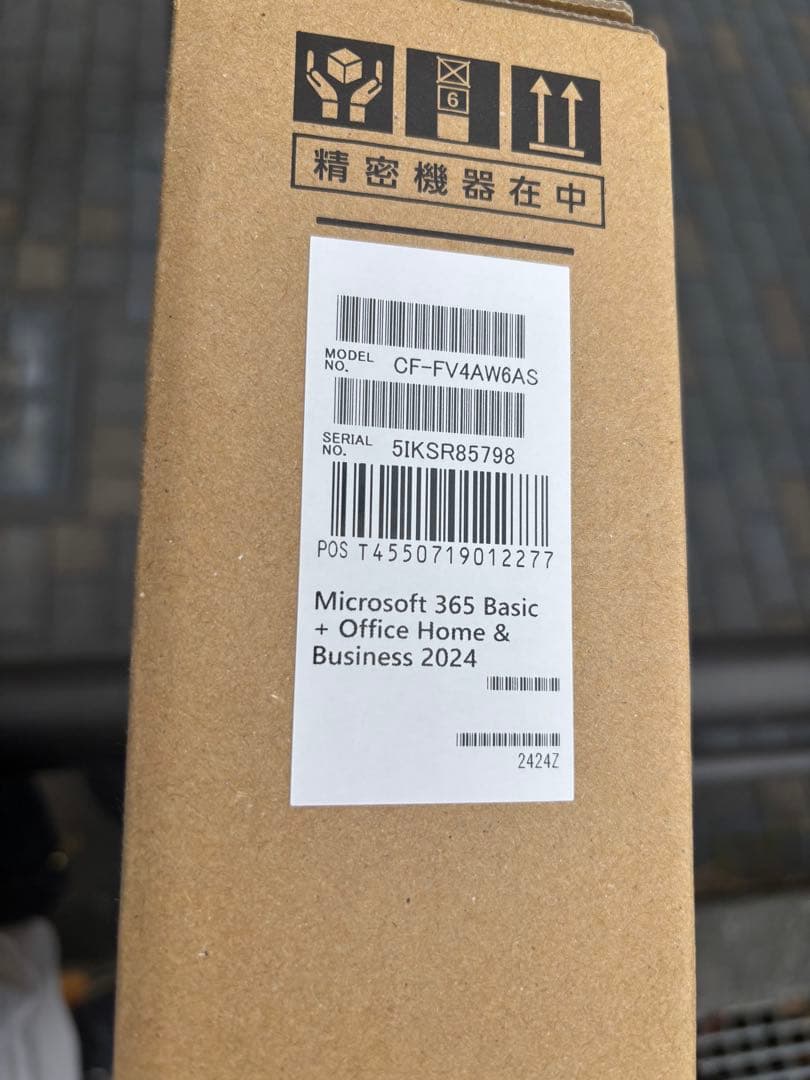 6
精密機器在中
MODEL NO. CF-FV4AW6AS
SERIAL NO. 5IKSR85798
POS T4550719012277
Microsoft 365 Basic
+ Office Home &
Business 2024
2424Z